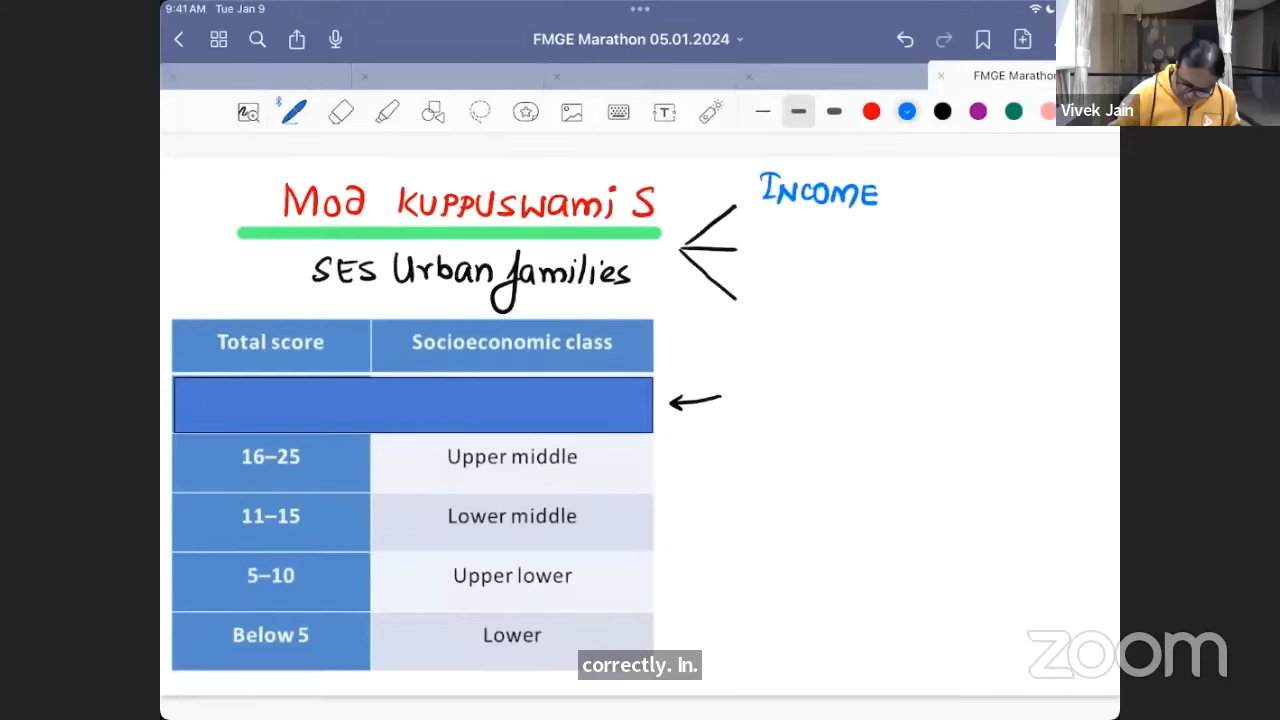 9:41 AM Tue Jan 9
FMGE Marathon 05.01.2024
FMGE Marathon
Vivek Jain
Mod KUPPUSWAMI S
INCOME
SES Urban families
Total score Socioeconomic class
16–25 Upper middle
11–15 Lower middle
5–10 Upper lower
Below 5 Lower
correctly. In.
zoom